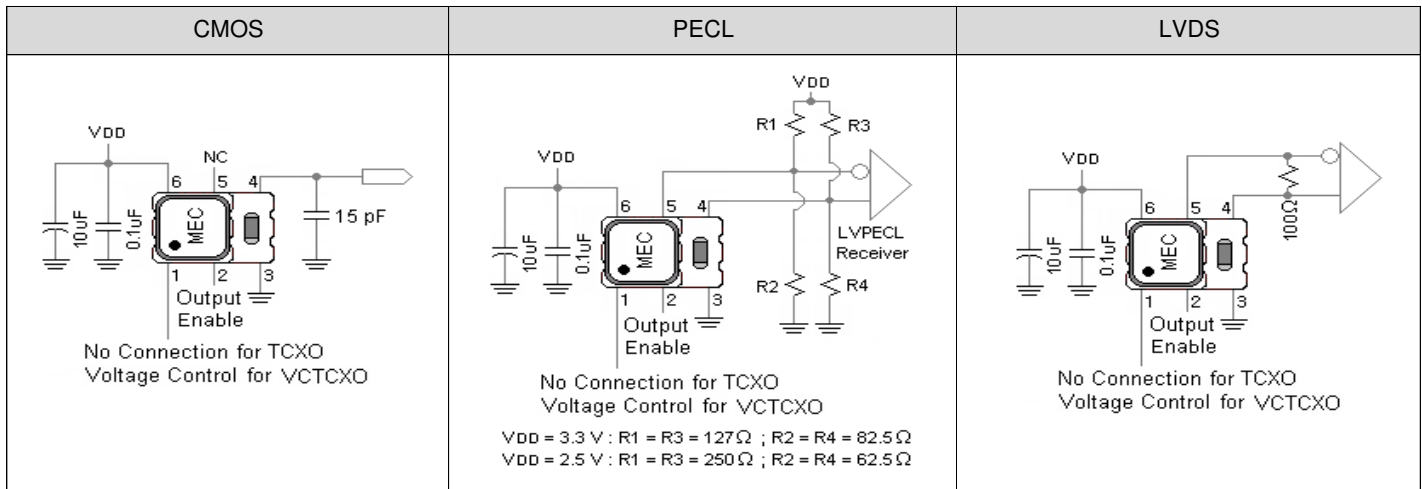 CMOS
PECL
LVDS
VDD
NC
6 5 4
10uF
0.1uF
MEC
15 pF
1 2 3
Output
Enable
No Connection for TCXO
Voltage Control for VCTCXO
VDD
R1
R3
VDD
6 5 4
10uF
0.1uF
MEC
LVPECL
Receiver
R2
R4
1 2 3
Output
Enable
No Connection for TCXO
Voltage Control for VCTCXO
VDD = 3.3 V : R1 = R3 = 127Ω ; R2 = R4 = 82.5Ω
VDD = 2.5 V : R1 = R3 = 250Ω ; R2 = R4 = 62.5Ω
VDD
6 5 4
10uF
0.1uF
MEC
100Ω
1 2 3
Output
Enable
No Connection for TCXO
Voltage Control for VCTCXO